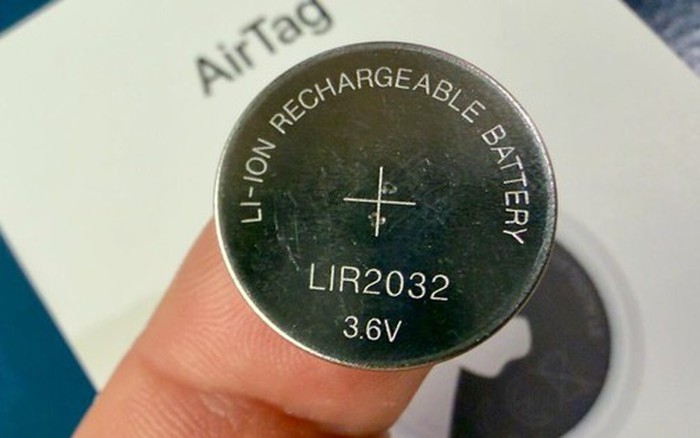 AirTag
LI-ION RECHARGEABLE BATTERY
+
LIR2032
3.6V